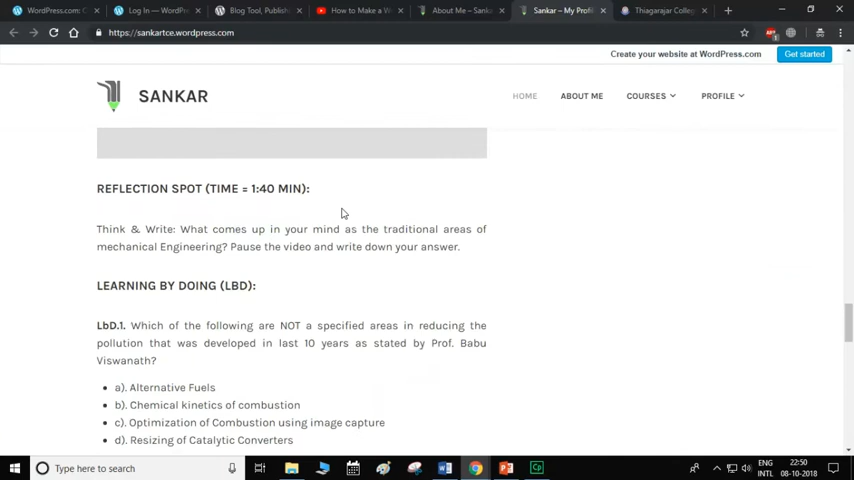 WordPress.com: C
Log In — WordPr
Blog Tool, Publish
How to Make a W
About Me – Sanka
Sankar – My Profi
Thiagarajar Colleg
https://sankartce.wordpress.com
Create your website at WordPress.com
Get started
SANKAR
HOME
ABOUT ME
COURSES
PROFILE
REFLECTION SPOT (TIME = 1:40 MIN):
Think & Write: What comes up in your mind as the traditional areas of
mechanical Engineering? Pause the video and write down your answer.
LEARNING BY DOING (LBD):
LbD.1. Which of the following are NOT a specified areas in reducing the
pollution that was developed in last 10 years as stated by Prof. Babu
Viswanath?
a). Alternative Fuels
b). Chemical kinetics of combustion
c). Optimization of Combustion using image capture
d). Resizing of Catalytic Converters
Type here to search
ENG
INTL
22:50
08-10-2018